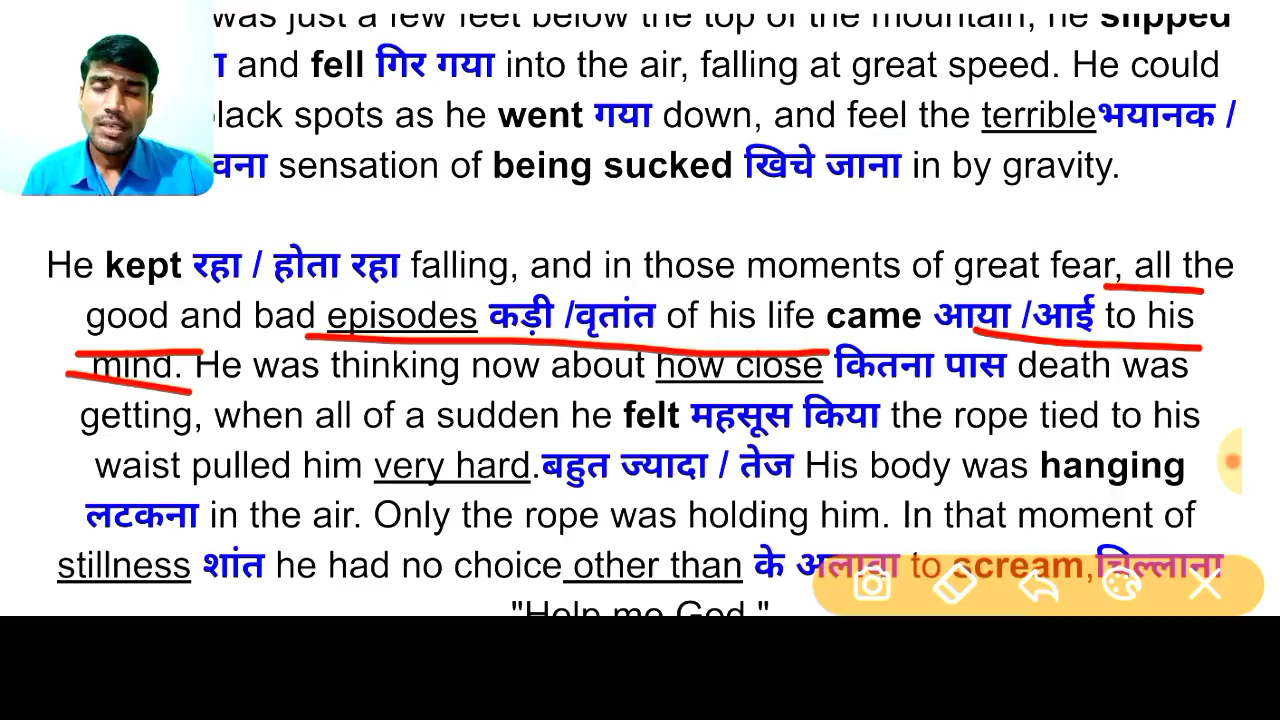 was just a few feet below the top of the mountain, he slipped
and fell गिर गया into the air, falling at great speed. He could
black spots as he went गया down, and feel the terribleभयानक /
sensation of being sucked खिचे जाना in by gravity.
He kept रहा / होता रहा falling, and in those moments of great fear, all the
good and bad episodes कड़ी /वृतांत of his life came आया /आई to his
mind. He was thinking now about how close कितना पास death was
getting, when all of a sudden he felt महसूस किया the rope tied to his
waist pulled him very hard.बहुत ज्यादा / तेज His body was hanging
लटकना in the air. Only the rope was holding him. In that moment of
stillness शांत he had no choice other than के अलावा to scream,चिल्लाना
"Help me God."